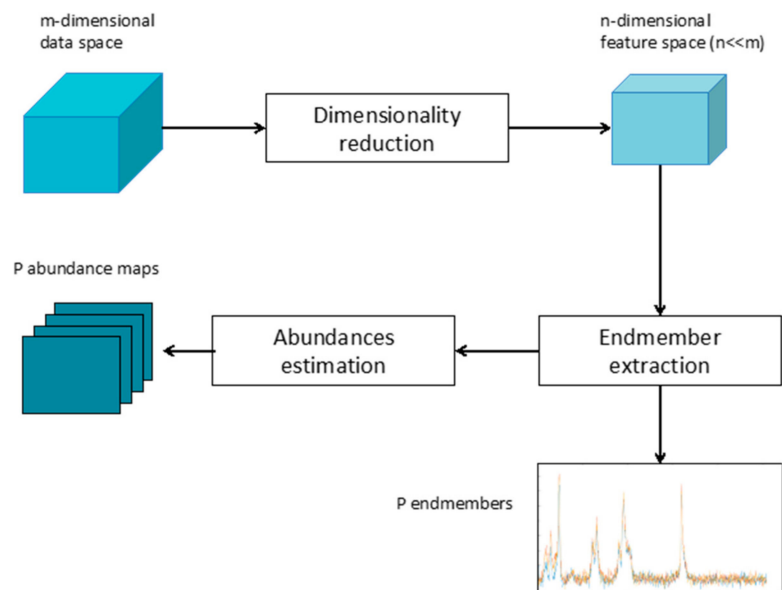 m-dimensional
data space
n-dimensional
feature space (n<<m)
Dimensionality
reduction
P abundance maps
Abundances
estimation
Endmember
extraction
P endmembers